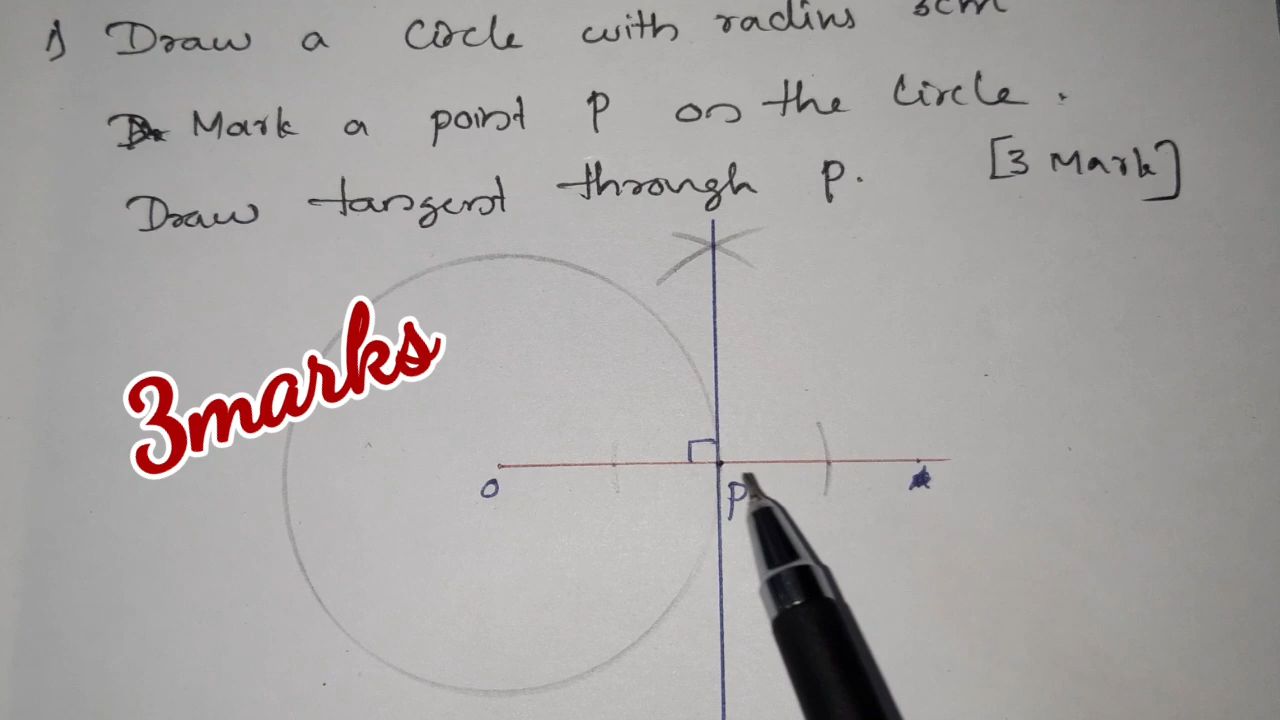 1) Draw a circle with radius
Mark a point P on the circle.
Draw tangent through P. [3 Mark]
3marks
O
P